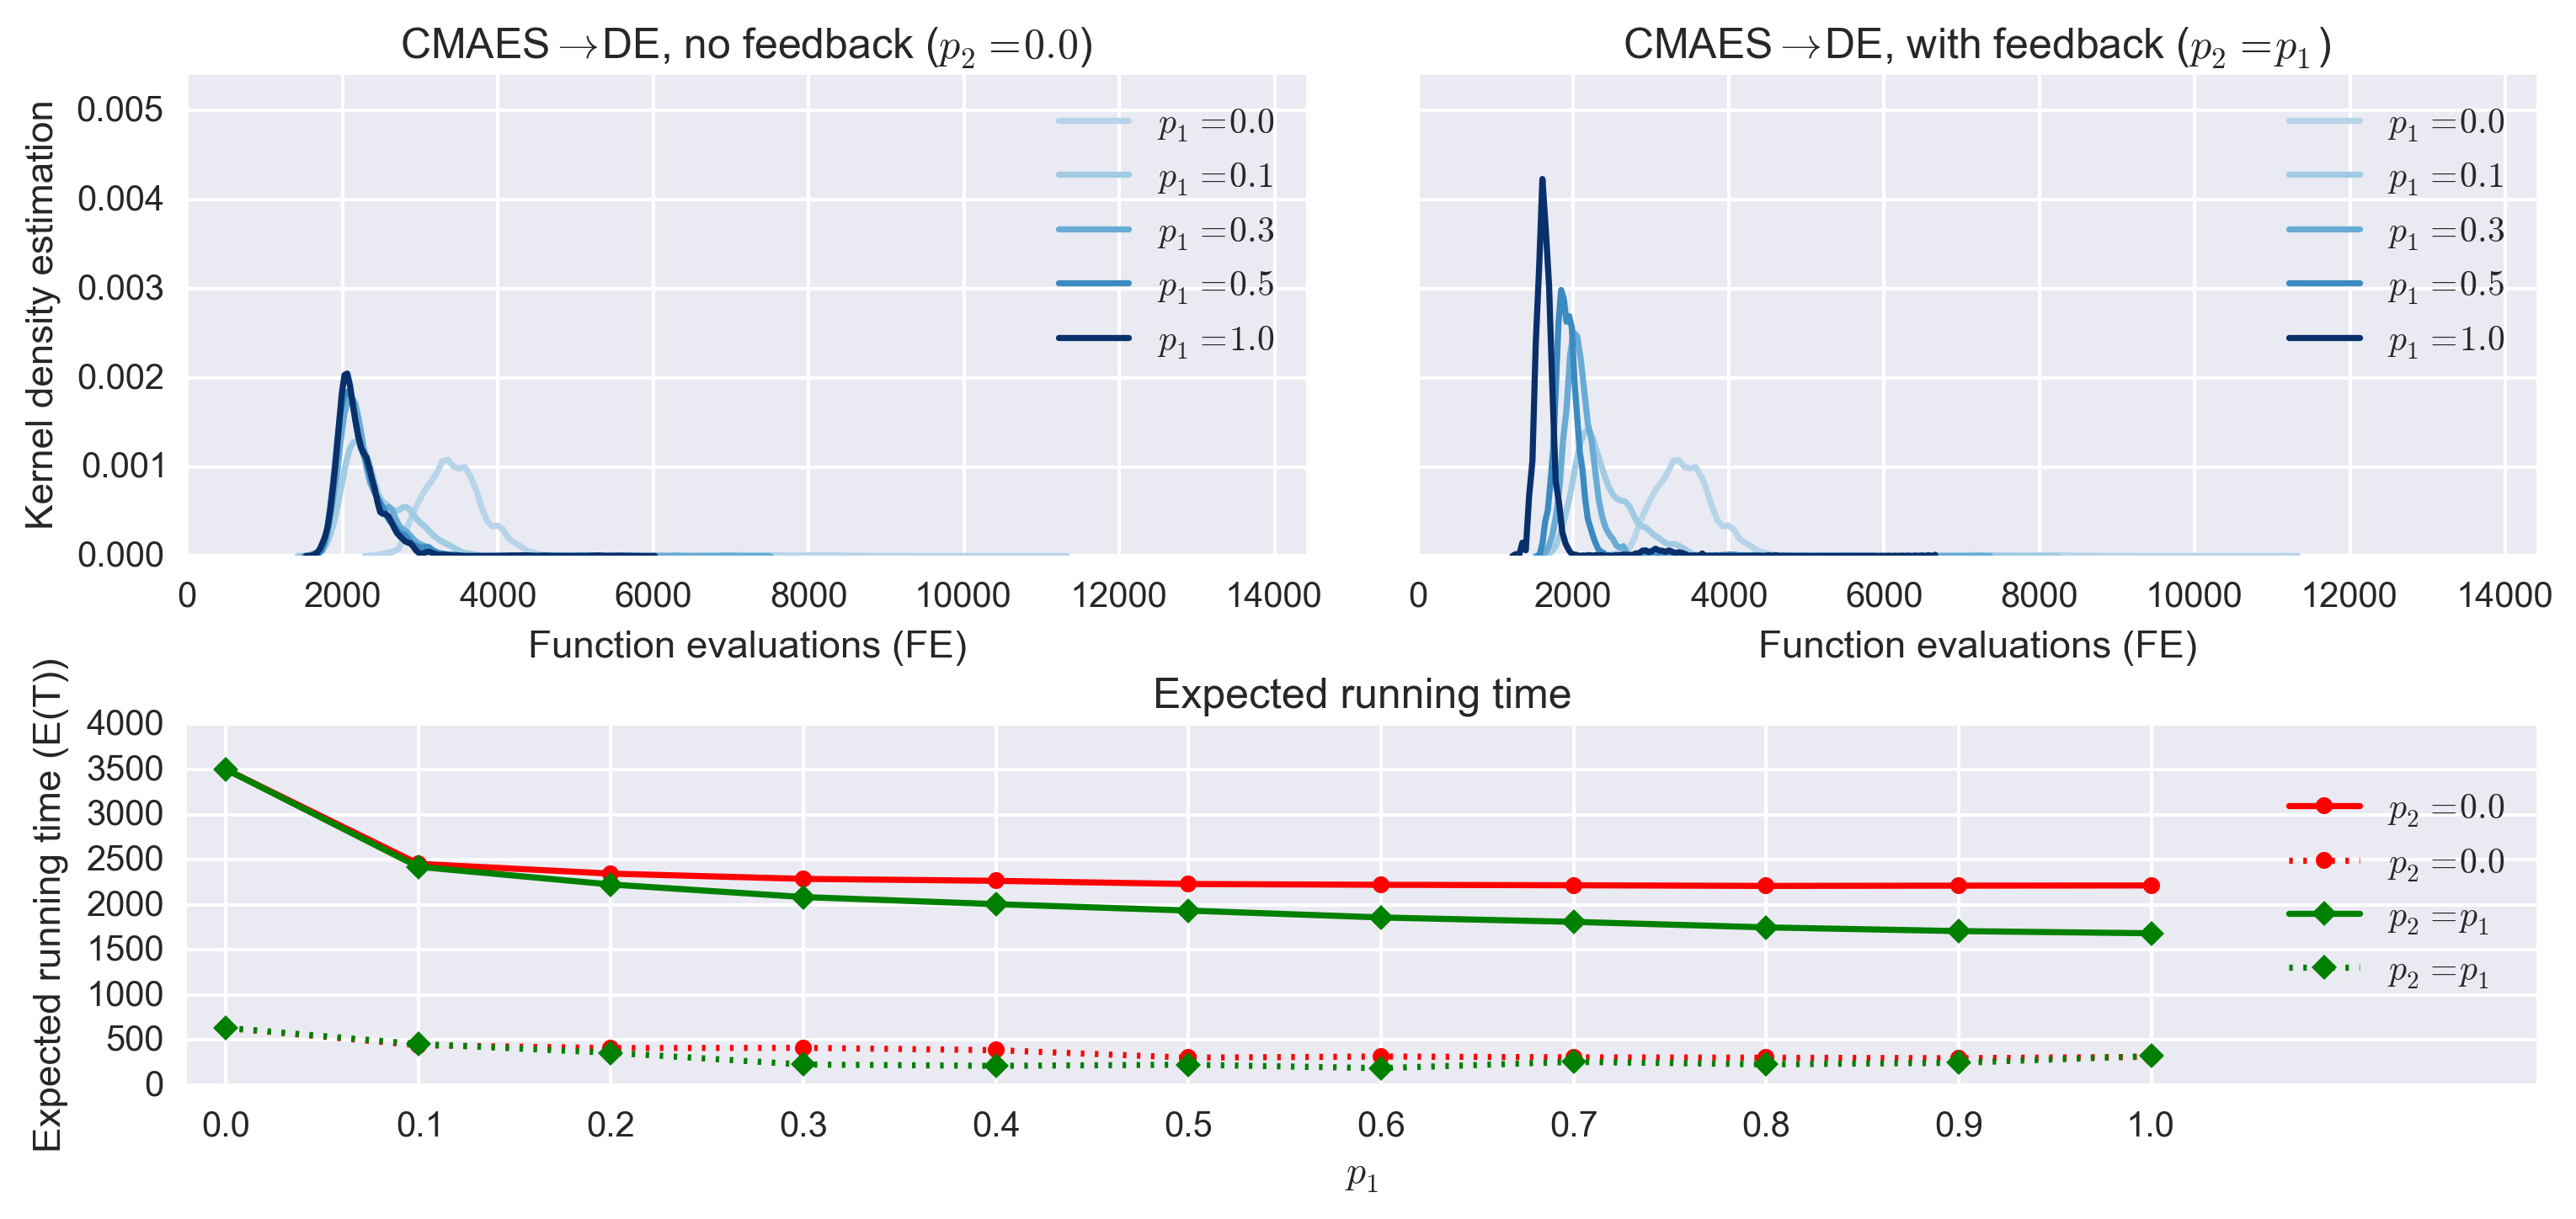 CMAES→DE, no feedback (p₂ = 0.0)
CMAES→DE, with feedback (p₂ = p₁)
Kernel density estimation
0.005
0.004
0.003
0.002
0.001
0.000
p₁ = 0.0
p₁ = 0.1
p₁ = 0.3
p₁ = 0.5
p₁ = 1.0
0 2000 4000 6000 8000 10000 12000 14000
Function evaluations (FE)
p₁ = 0.0
p₁ = 0.1
p₁ = 0.3
p₁ = 0.5
p₁ = 1.0
0 2000 4000 6000 8000 10000 12000 14000
Function evaluations (FE)
Expected running time
Expected running time (E(T))
4000
3500
3000
2500
2000
1500
1000
500
0
p₂ = 0.0
p₂ = 0.0
p₂ = p₁
p₂ = p₁
0.0 0.1 0.2 0.3 0.4 0.5 0.6 0.7 0.8 0.9 1.0
p₁